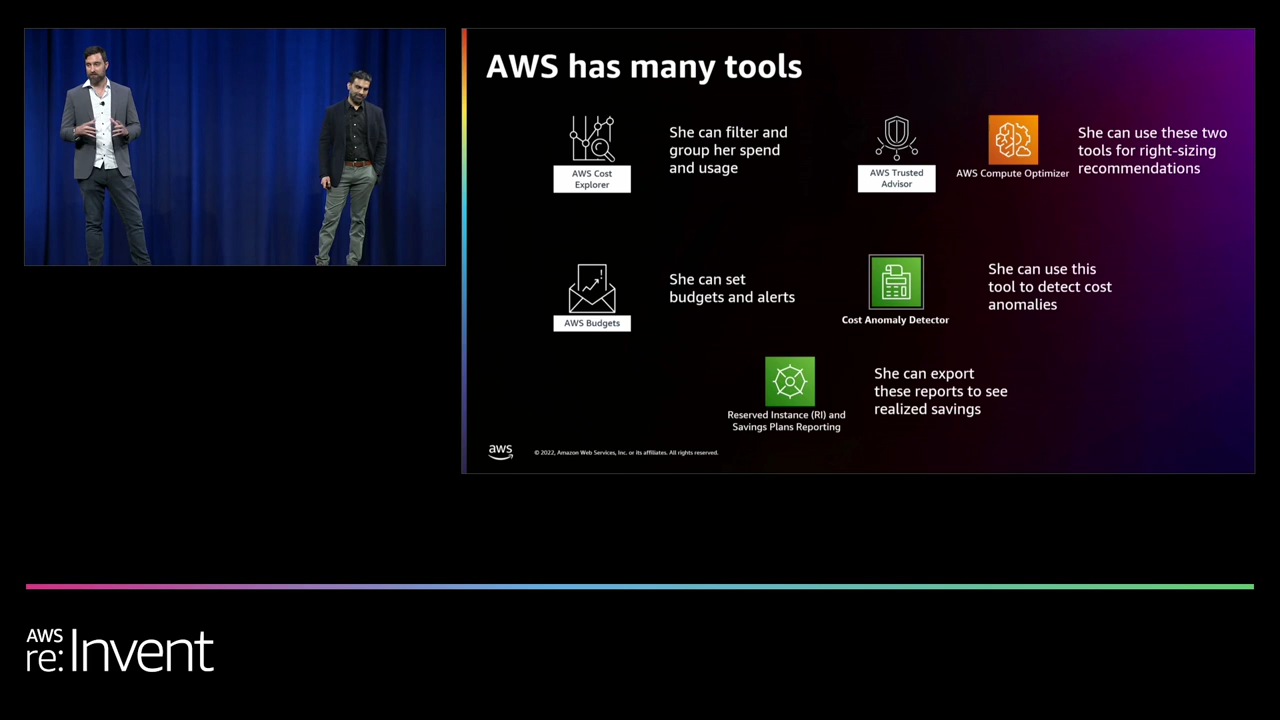 AWS has many tools
AWS Cost
Explorer
She can filter and
group her spend
and usage
AWS Trusted
Advisor
AWS Compute Optimizer
She can use these two
tools for right-sizing
recommendations
AWS Budgets
She can set
budgets and alerts
Cost Anomaly Detector
She can use this
tool to detect cost
anomalies
Reserved Instance (RI) and
Savings Plans Reporting
She can export
these reports to see
realized savings
aws
© 2022, Amazon Web Services, Inc. or its affiliates. All rights reserved.
AWS
re:Invent